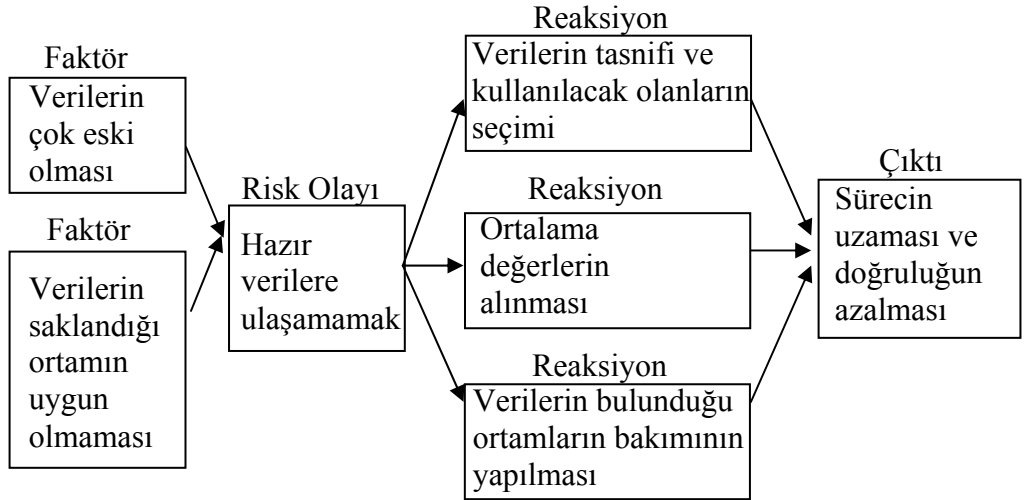 Faktör
Verilerin
çok eski
olması
Faktör
Verilerin
saklandığı
ortamın
uygun
olmaması
Risk Olayı
Hazır
verilere
ulaşamamak
Reaksiyon
Verilerin tasnifi ve
kullanılacak olanların
seçimi
Reaksiyon
Ortalama
değerlerin
alınması
Reaksiyon
Verilerin bulunduğu
ortamların bakımının
yapılması
Çıktı
Sürecin
uzaması ve
doğruluğun
azalması